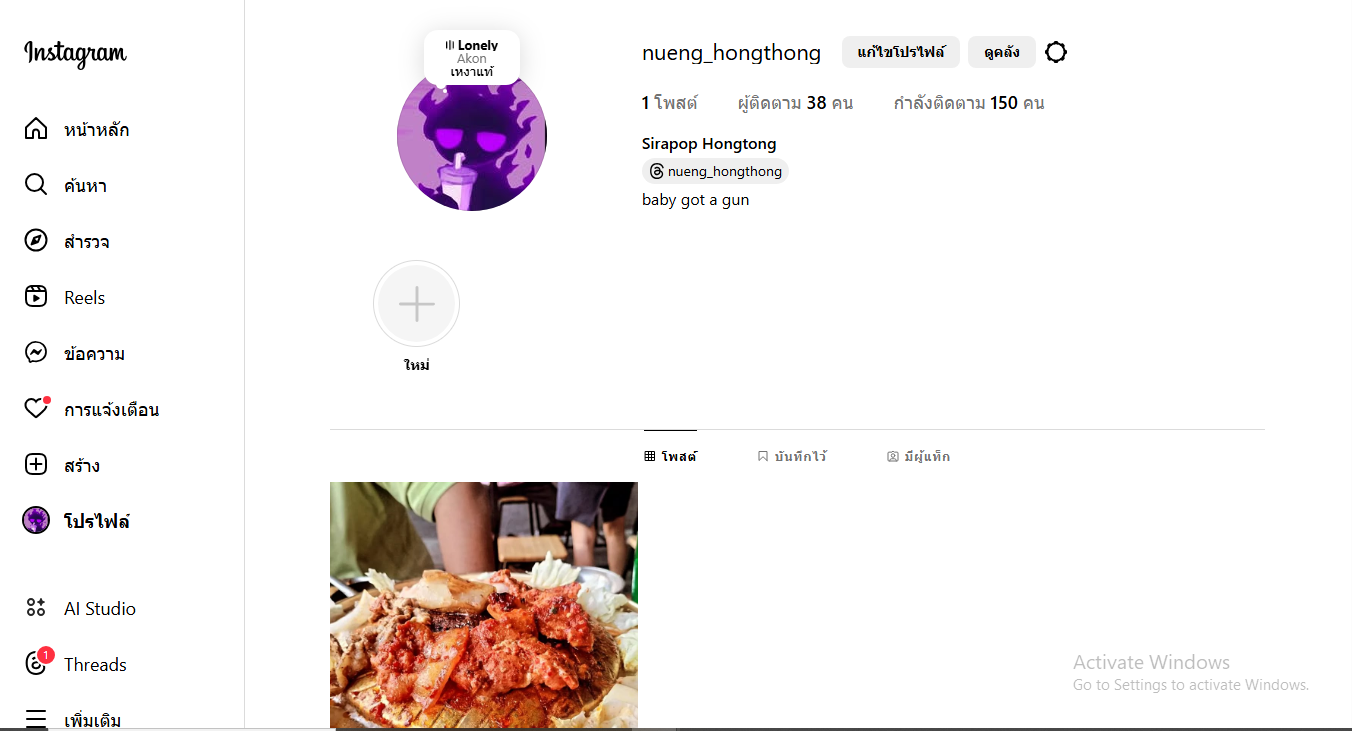 Instagram
หน้าหลัก
ค้นหา
สำรวจ
Reels
ข้อความ
การแจ้งเตือน
สร้าง
โปรไฟล์
AI Studio
1
Threads
เพิ่มเติม
Lonely
Akon
เหงาแท้
nueng_hongthong แก้ไขโปรไฟล์ ดูคลัง
1 โพสต์ ผู้ติดตาม 38 คน กำลังติดตาม 150 คน
Sirapop Hongtong
nueng_hongthong
baby got a gun
ใหม่
โพสต์ บันทึกไว้ มีผู้แท็ก
Activate Windows
Go to Settings to activate Windows.